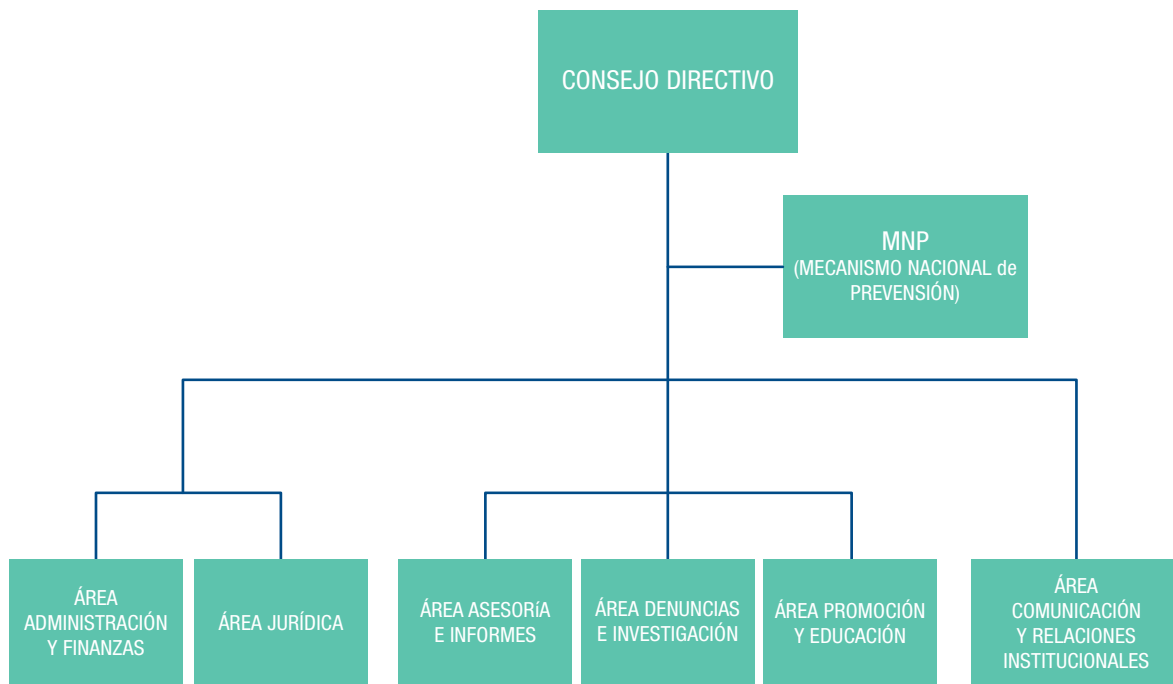 CONSEJO DIRECTIVO
MNP
(MECANISMO NACIONAL de
PREVENSIÓN)
ÁREA
ADMINISTRACIÓN
Y FINANZAS
ÁREA JURÍDICA
ÁREA ASESORíA
E INFORMES
ÁREA DENUNCIAS
E INVESTIGACIÓN
ÁREA PROMOCIÓN
Y EDUCACIÓN
ÁREA
COMUNICACIÓN
Y RELACIONES
INSTITUCIONALES